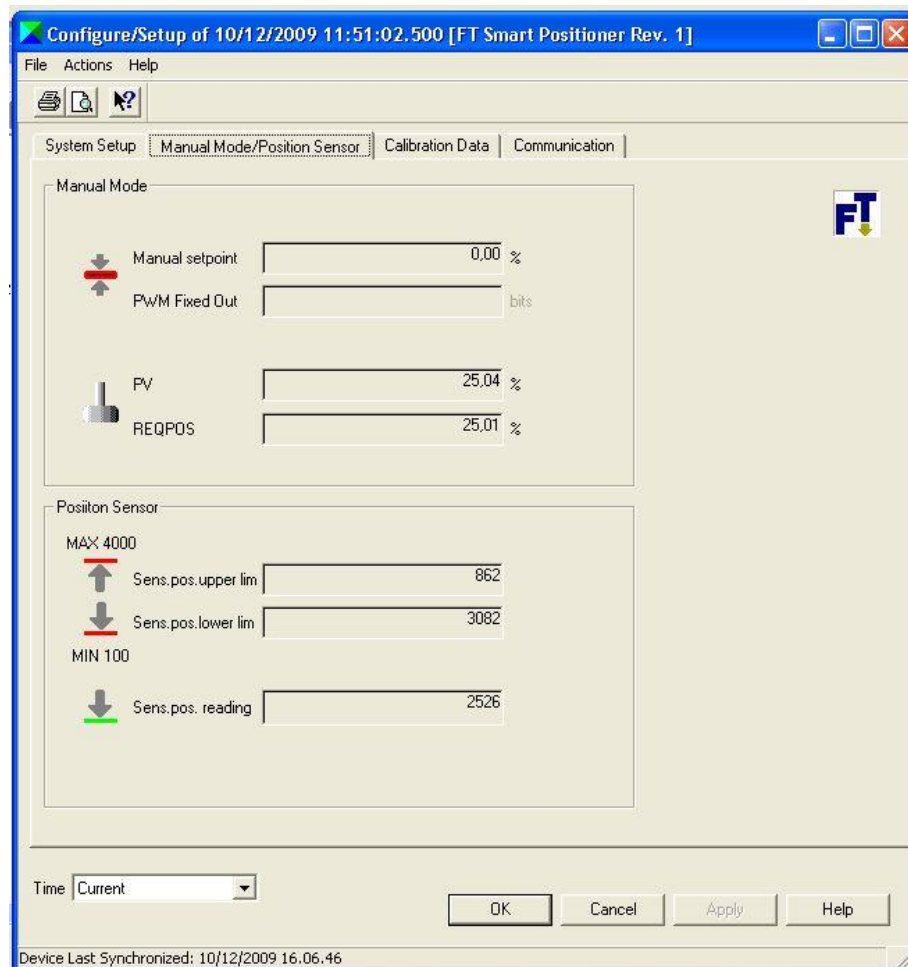 Configure/Setup of 10/12/2009 11:51:02.500 [FT Smart Positioner Rev. 1]
File Actions Help
System Setup Manual Mode/Position Sensor Calibration Data Communication
Manual Mode
FT
Manual setpoint 0,00 %
PWM Fixed Out bits
PV 25,04 %
REQPOS 25,01 %
Posiiton Sensor
MAX 4000
Sens.pos.upper lim 862
Sens.pos.lower lim 3082
MIN 100
Sens.pos. reading 2526
Time Current
OK Cancel Apply Help
Device Last Synchronized: 10/12/2009 16.06.46